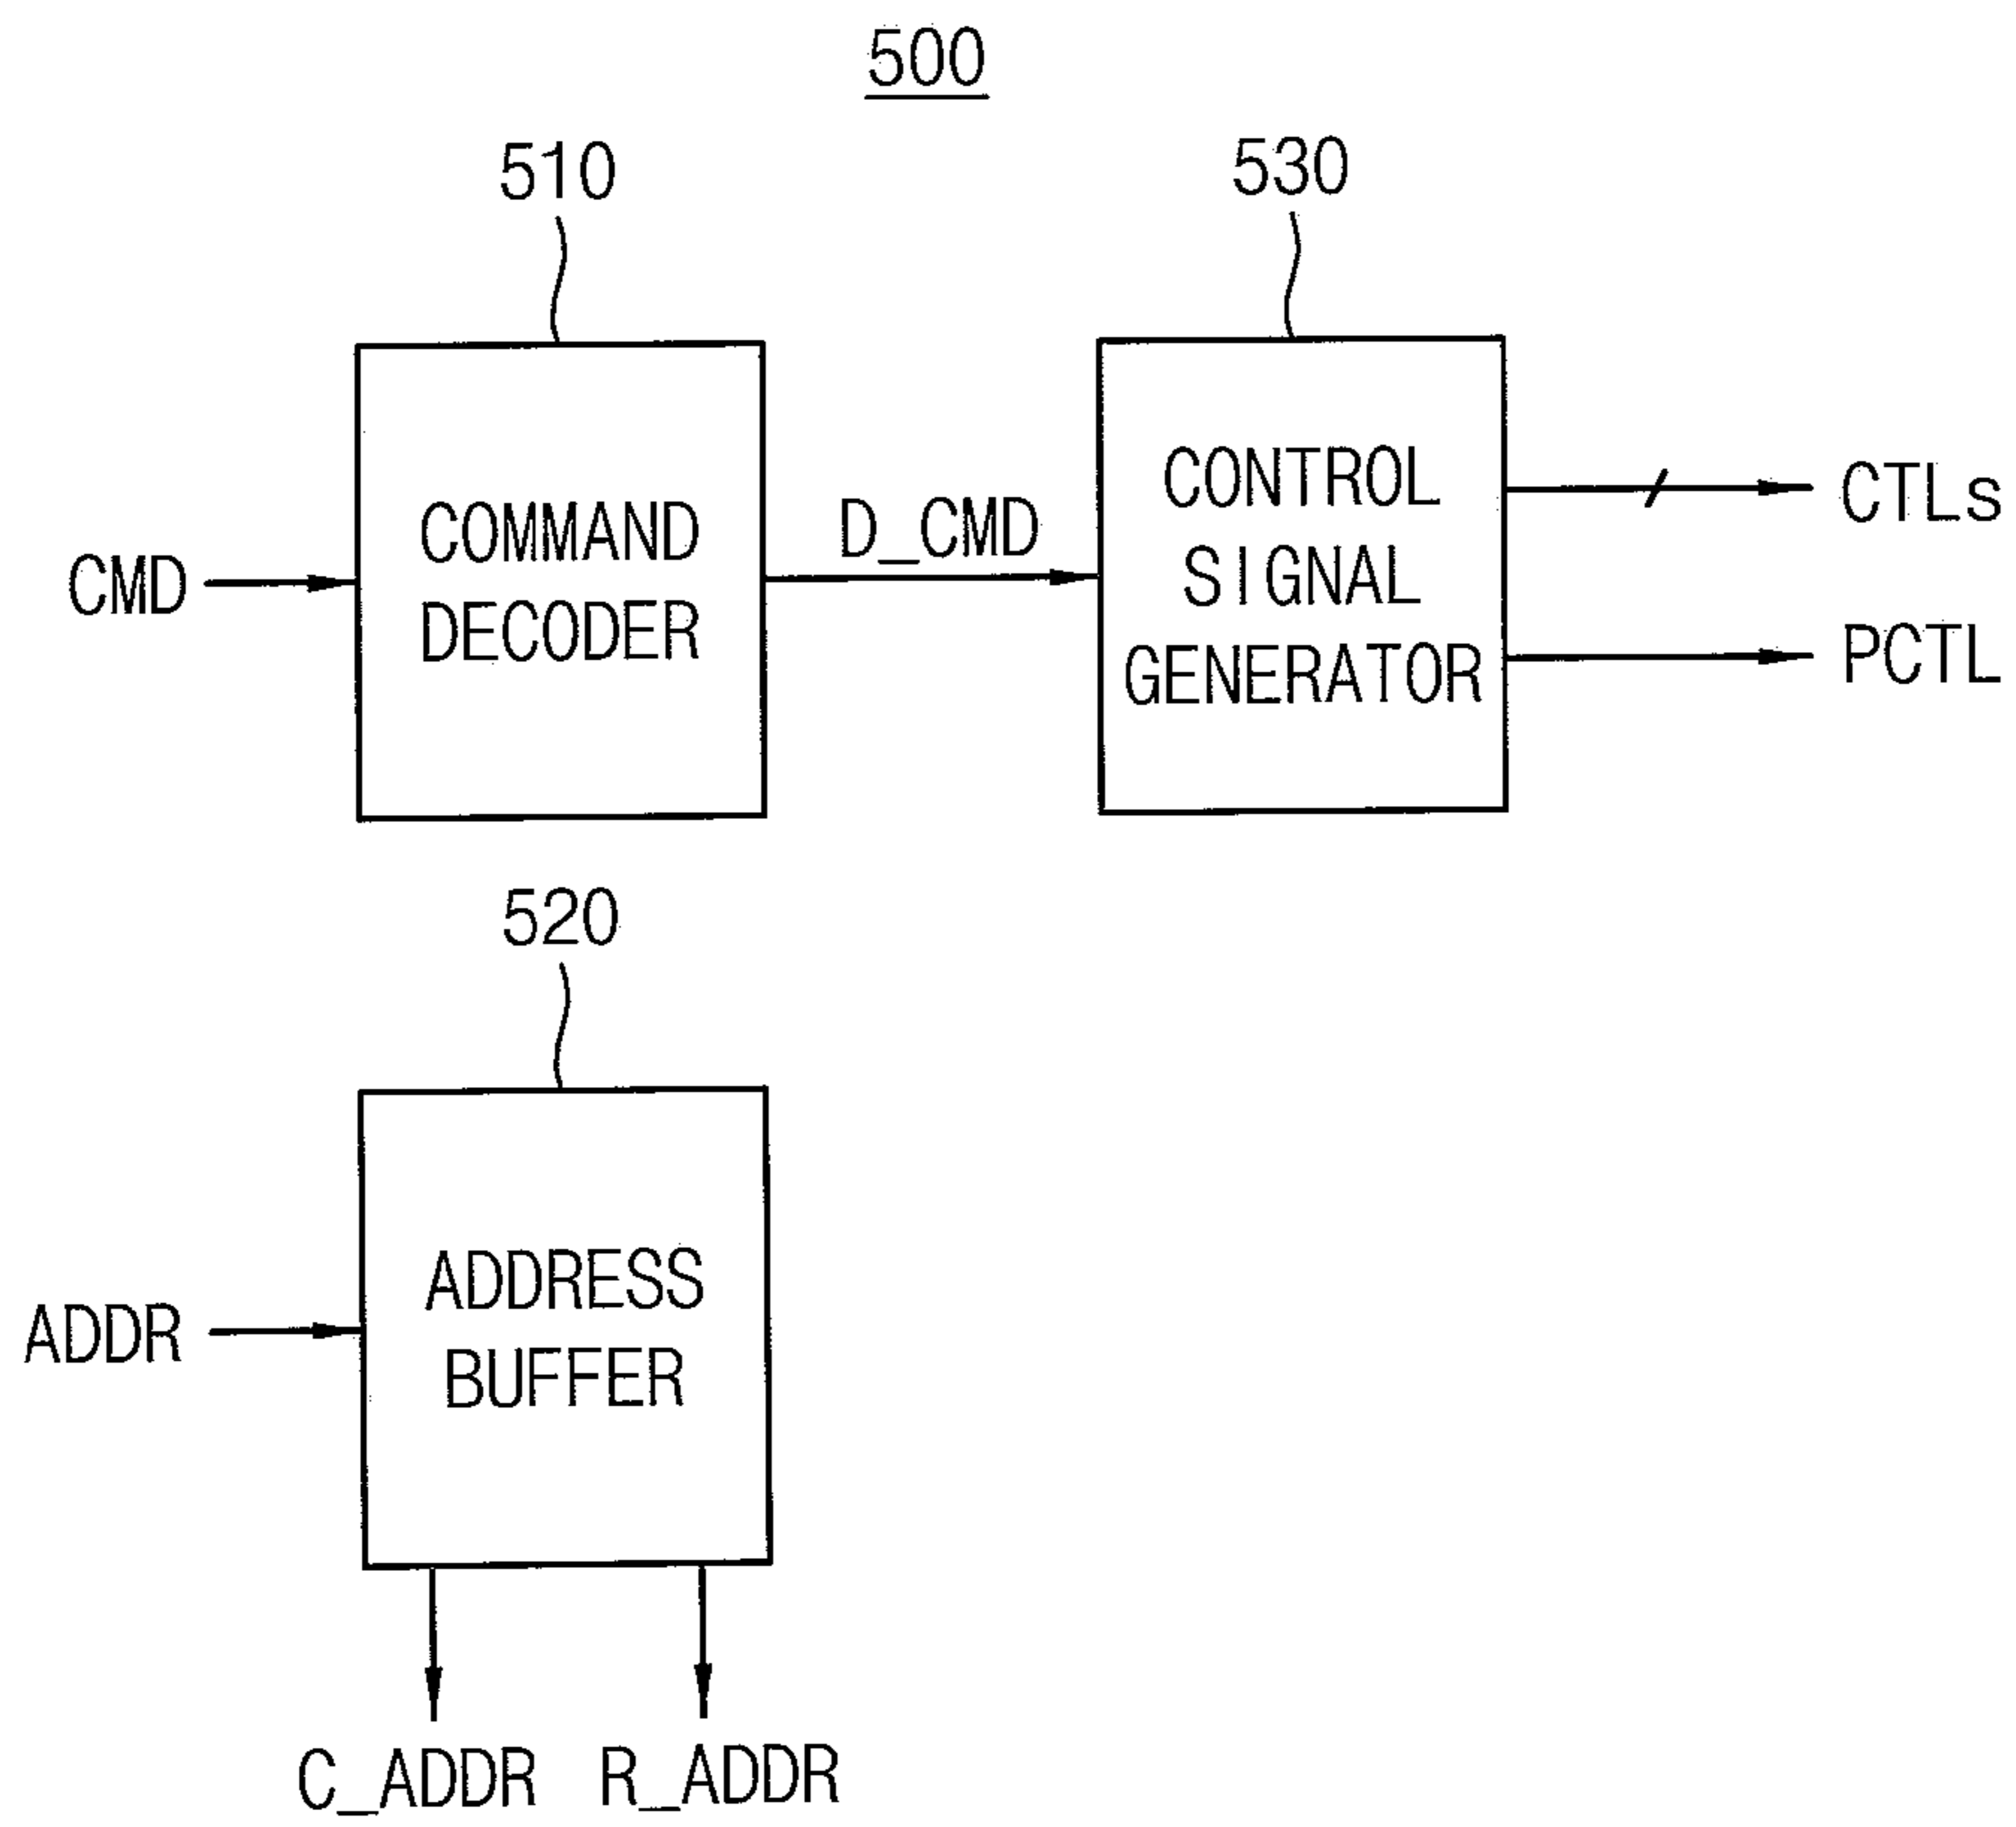 500
510
530
COMMAND
DECODER
CMD
D_CMD
CONTROL
SIGNAL
GENERATOR
CTLs
PCTL
520
ADDRESS
BUFFER
ADDR
C_ADDR
R_ADDR